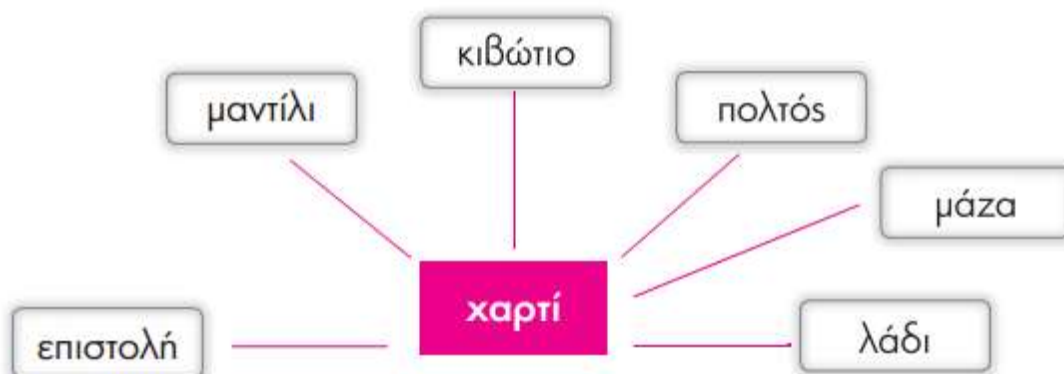 κιβώτιο
μαντίλι
πολτός
μάζα
χαρτί
επιστολή
λάδι